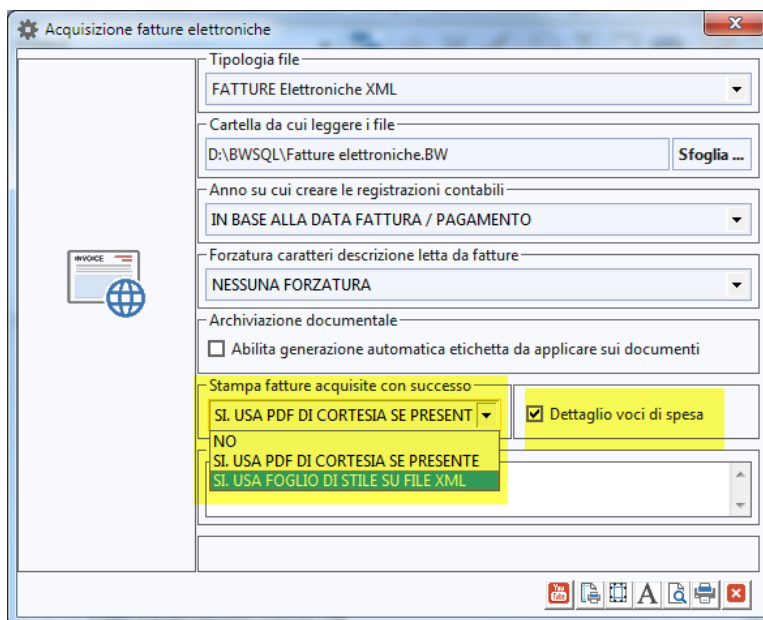 Acquisizione fatture elettroniche
Tipologia file
FATTURE Elettroniche XML
Cartella da cui leggere i file
D:\BWSQL\Fatture elettroniche.BW
Sfoglia ...
Anno su cui creare le registrazioni contabili
IN BASE ALLA DATA FATTURA / PAGAMENTO
Forzatura caratteri descrizione letta da fatture
NESSUNA FORZATURA
INVOICE
Archiviazione documentale
Abilita generazione automatica etichetta da applicare sui documenti
Stampa fatture acquisite con successo
SI. USA PDF DI CORTESIA SE PRESENT
Dettaglio voci di spesa
NO
SI. USA PDF DI CORTESIA SE PRESENTE
SI. USA FOGLIO DI STILE SU FILE XML
You Tube
A